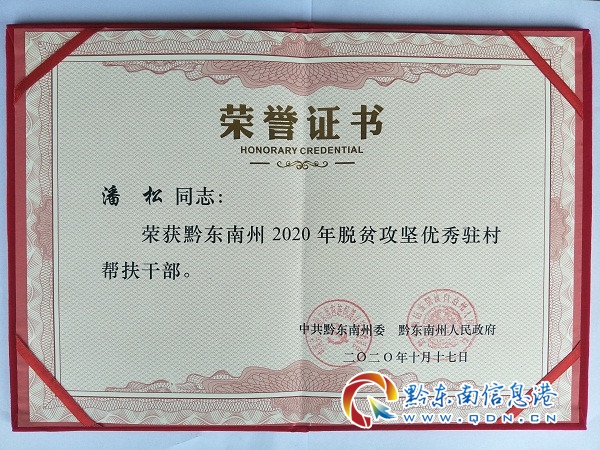 荣誉证书
HONORARY CREDENTIAL
潘 松 同志：
荣获黔东南州 2020 年脱贫攻坚优秀驻村
帮扶干部。
中共黔东南州委 黔东南州人民政府
二〇二〇年十月十七日
黔东南信息港
WWW.QDN.CN